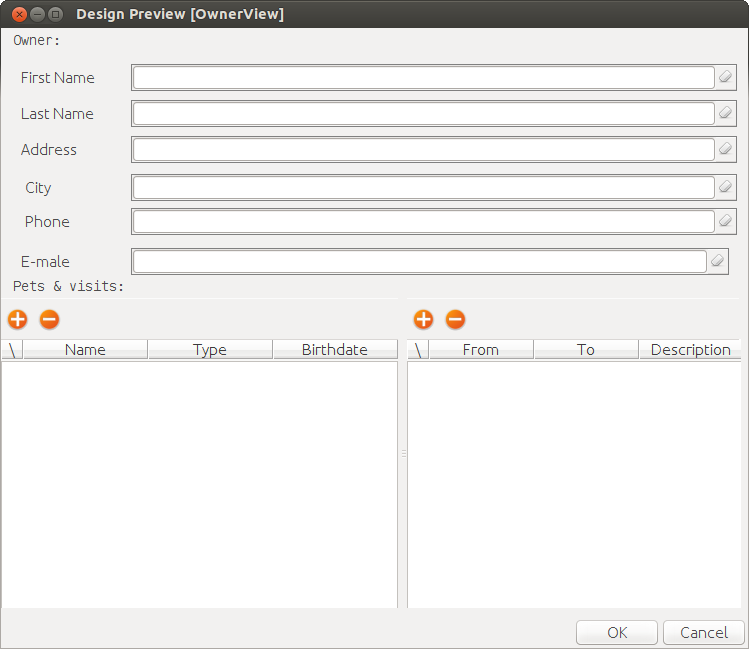 Design Preview [OwnerView]
Owner:
First Name
Last Name
Address
City
Phone
E-male
Pets & visits:
\ Name Type Birthdate \ From To Description
OK Cancel